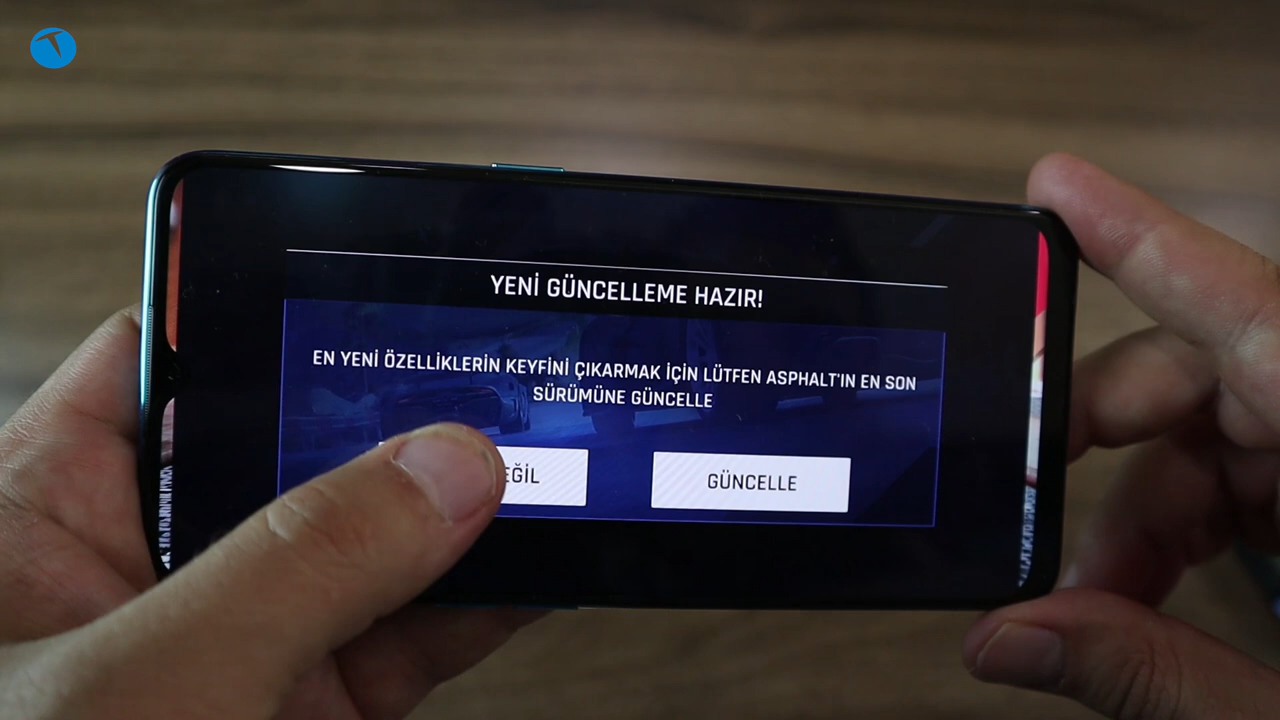 YENİ GÜNCELLEME HAZIR!
EN YENİ ÖZELLİKLERİN KEYFİNİ ÇIKARMAK İÇİN LÜTFEN ASPHALT'IN EN SON
SÜRÜMÜNE GÜNCELLE
GÜNCELLE